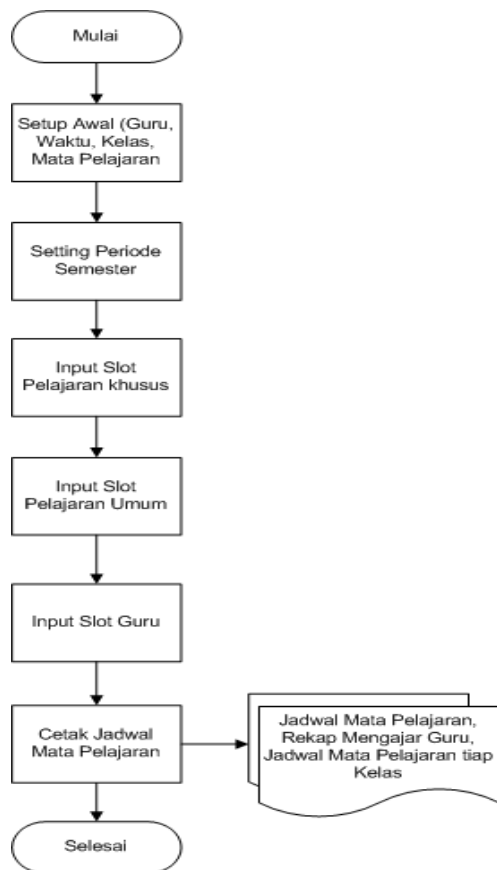 Mulai
Setup Awal (Guru,
Waktu, Kelas,
Mata Pelajaran
Setting Periode
Semester
Input Slot
Pelajaran khusus
Input Slot
Pelajaran Umum
Input Slot Guru
Cetak Jadwal
Mata Pelajaran
Jadwal Mata Pelajaran,
Rekap Mengajar Guru,
Jadwal Mata Pelajaran tiap
Kelas
Selesai